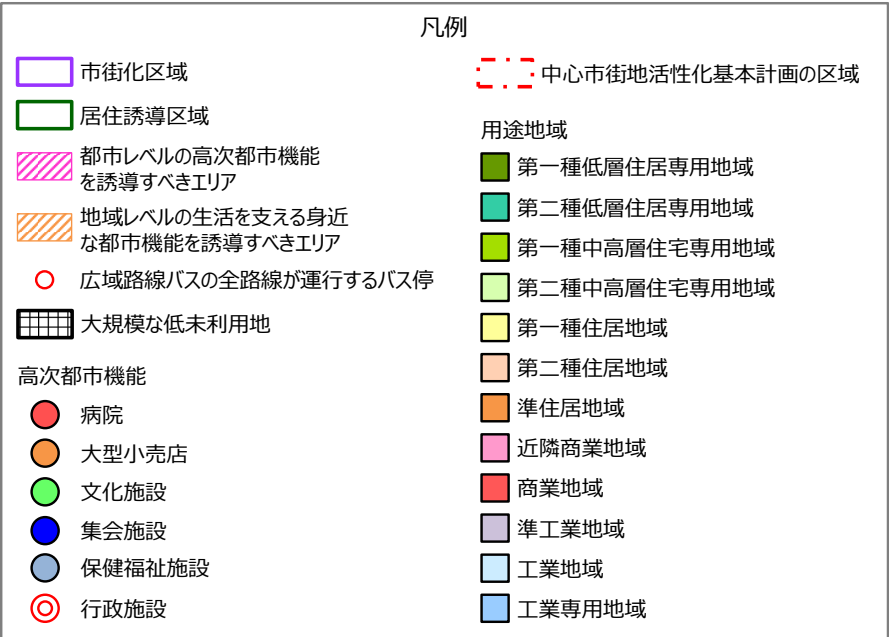 凡例
市街化区域
居住誘導区域
都市レベルの高次都市機能
を誘導すべきエリア
地域レベルの生活を支える身近
な都市機能を誘導すべきエリア
広域路線バスの全路線が運行するバス停
大規模な低未利用地
高次都市機能
病院
大型小売店
文化施設
集会施設
保健福祉施設
行政施設
中心市街地活性化基本計画の区域
用途地域
第一種低層住居専用地域
第二種低層住居専用地域
第一種中高層住宅専用地域
第二種中高層住宅専用地域
第一種住居地域
第二種住居地域
準住居地域
近隣商業地域
商業地域
準工業地域
工業地域
工業専用地域